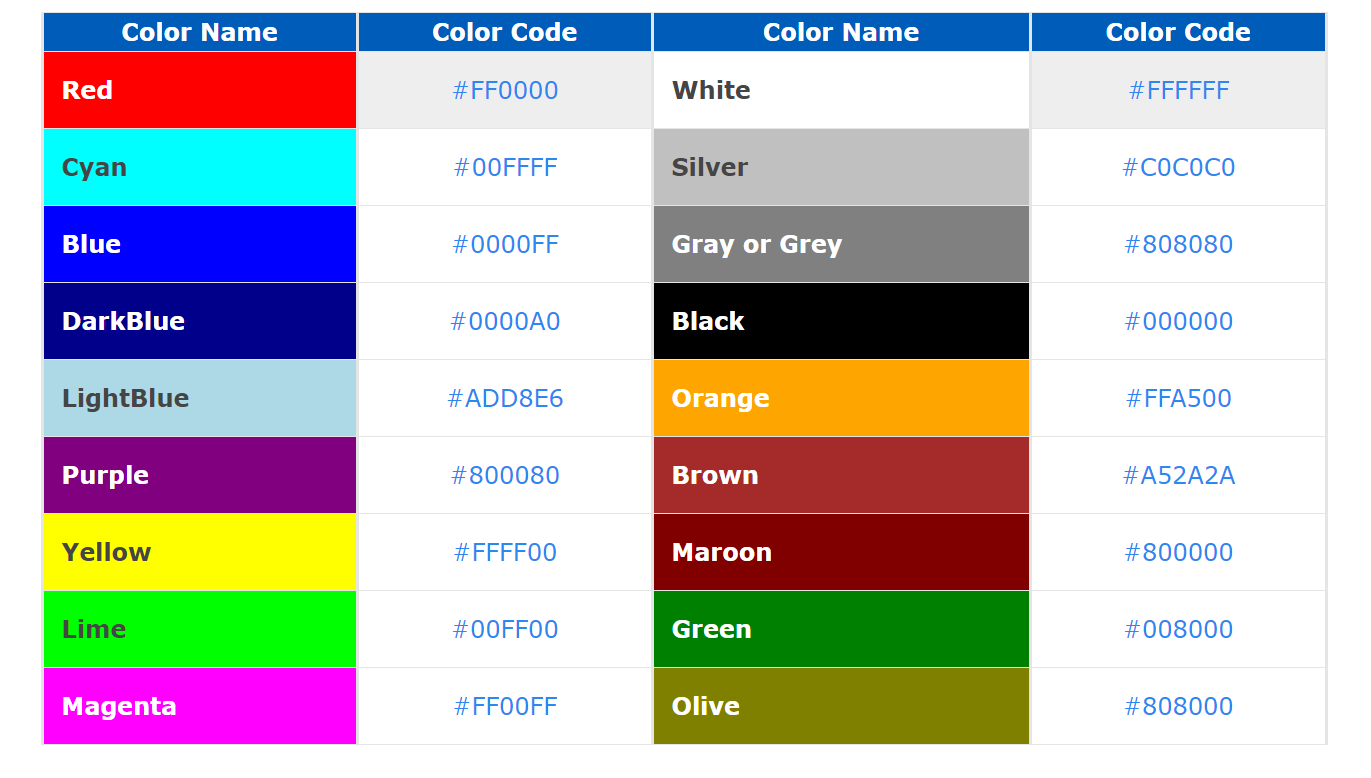 Color Name Color Code Color Name Color Code
Red #FF0000 White #FFFFFF
Cyan #00FFFF Silver #C0C0C0
Blue #0000FF Gray or Grey #808080
DarkBlue #0000A0 Black #000000
LightBlue #ADD8E6 Orange #FFA500
Purple #800080 Brown #A52A2A
Yellow #FFFF00 Maroon #800000
Lime #00FF00 Green #008000
Magenta #FF00FF Olive #808000